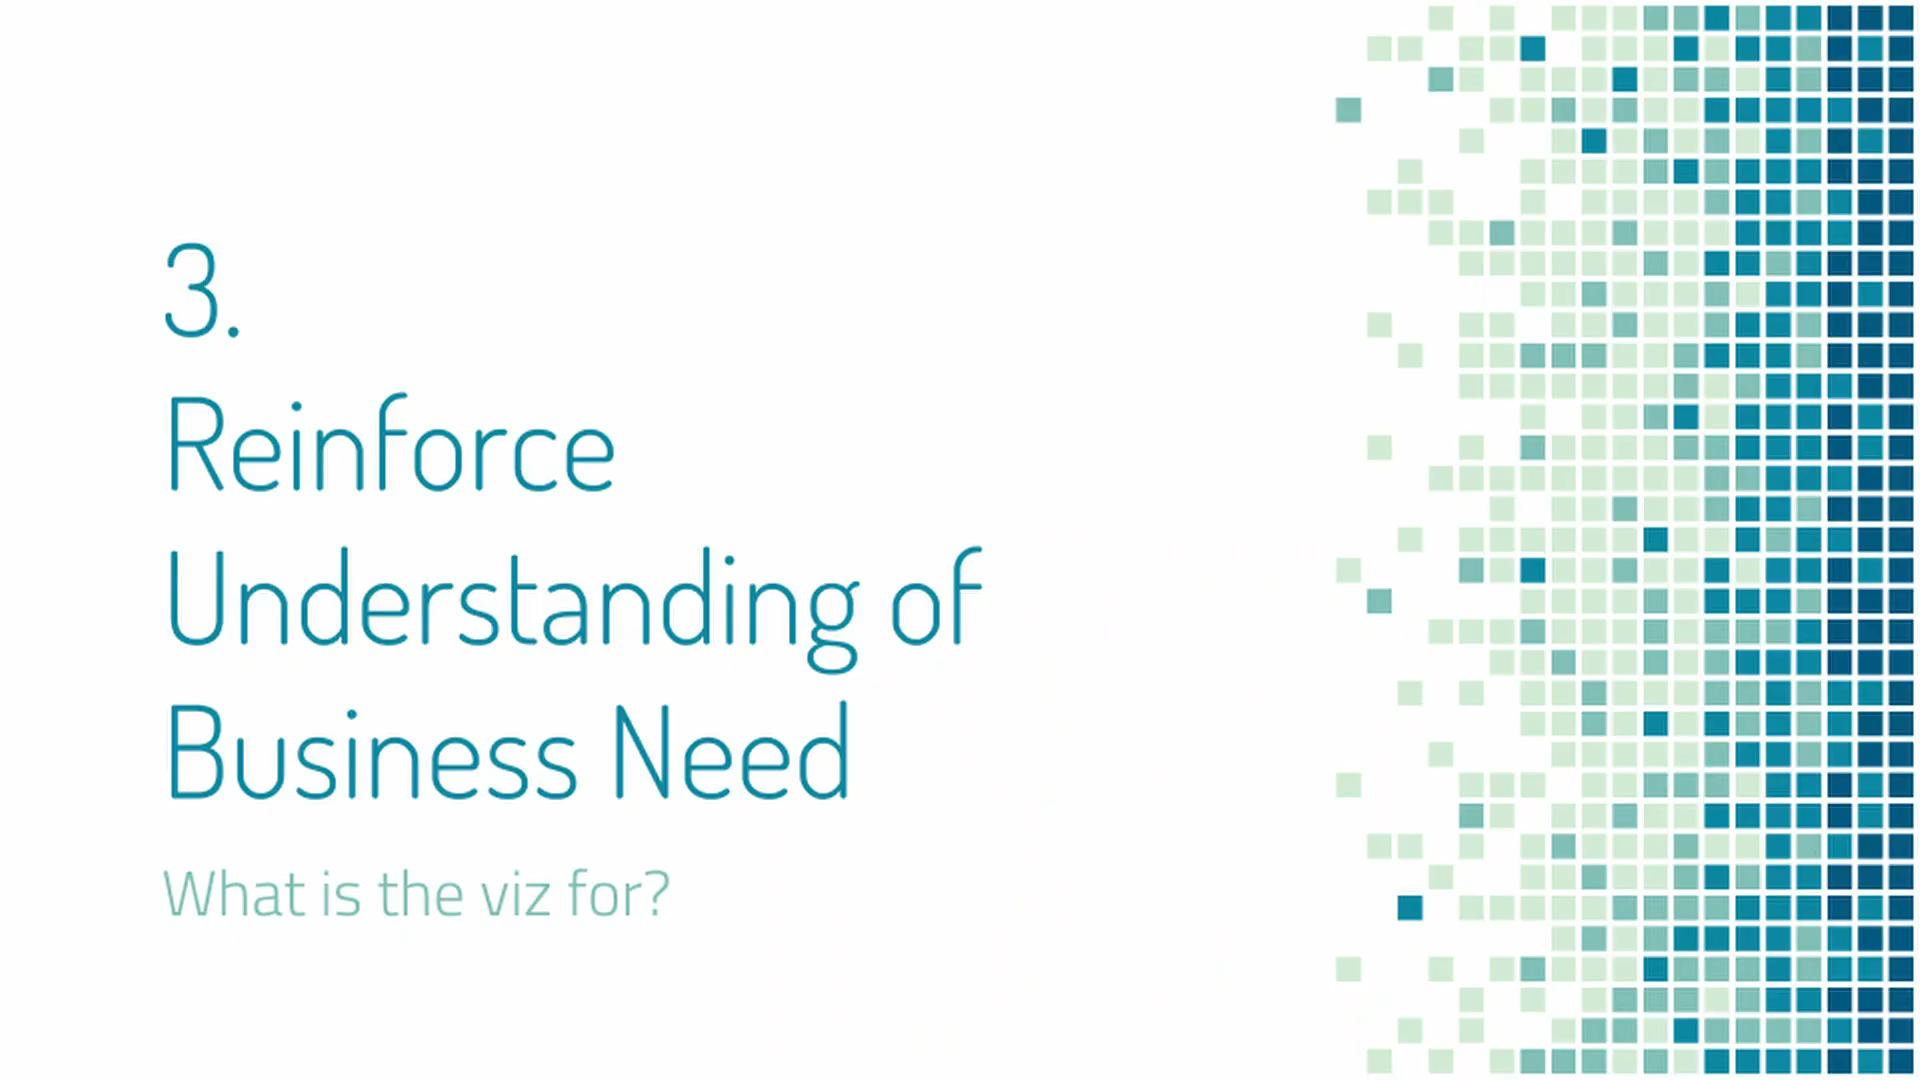 3.
Reinforce
Understanding of
Business Need
What is the viz for?